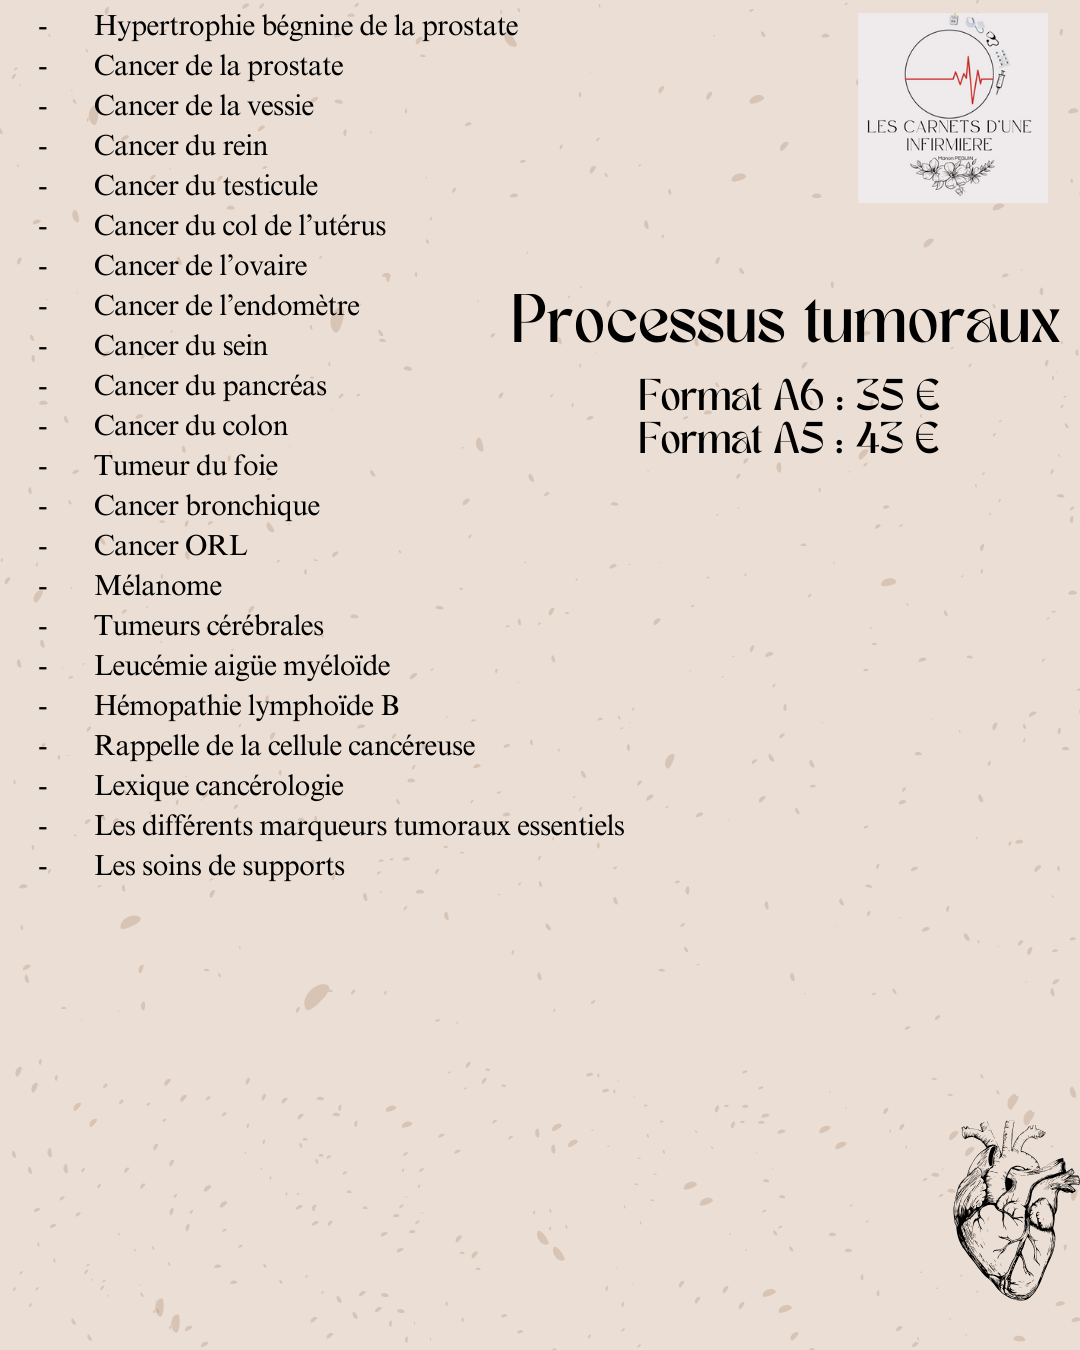 - Hypertrophie bégnine de la prostate
- Cancer de la prostate
- Cancer de la vessie
- Cancer du rein
- Cancer du testicule
- Cancer du col de l’utérus
- Cancer de l’ovaire
- Cancer de l’endomètre
- Cancer du sein
- Cancer du pancréas
- Cancer du colon
- Tumeur du foie
- Cancer bronchique
- Cancer ORL
- Mélanome
- Tumeurs cérébrales
- Leucémie aigüe myéloïde
- Hémopathie lymphoïde B
- Rappelle de la cellule cancéreuse
- Lexique cancérologie
- Les différents marqueurs tumoraux essentiels
- Les soins de supports
LES CARNETS D'UNE
INFIRMIERE
Manon PEQUIN
Processus tumoraux
Format A6 : 35 €
Format A5 : 43 €